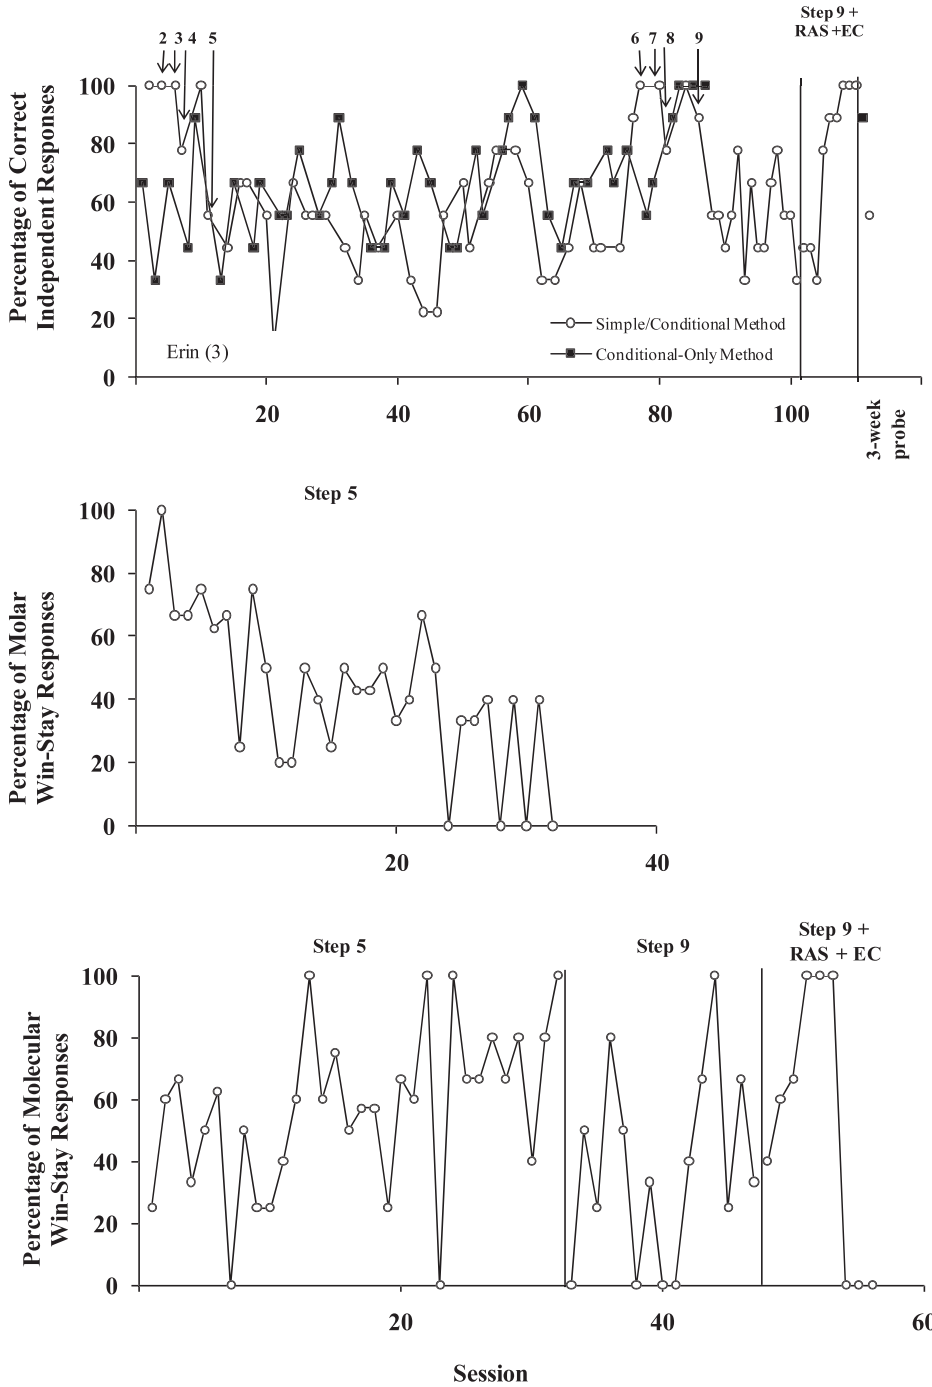 Step 9 +
RAS +EC
2 3 4 5 6 7 8 9
Percentage of Correct
Independent Responses
100
80
60
40
20
0
Simple/Conditional Method
Conditional-Only Method
Erin (3)
20 40 60 80 100
3-week
probe
Step 5
Percentage of Molar
Win-Stay Responses
100
80
60
40
20
0
20 40
Step 5 Step 9 Step 9 +
RAS + EC
Percentage of Molecular
Win-Stay Responses
100
80
60
40
20
0
20 40 60
Session